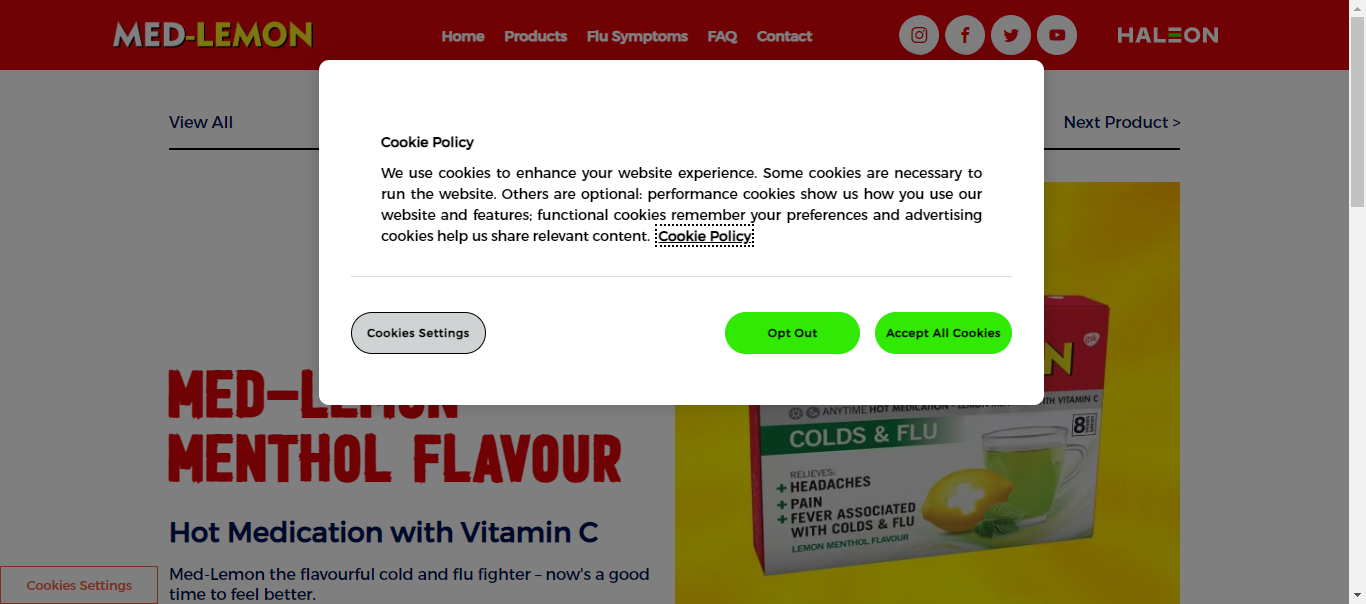 MED-LEMON
Home Products Flu Symptoms FAQ Contact
HALEON
View All
Next Product >
Cookie Policy
We use cookies to enhance your website experience. Some cookies are necessary to
run the website. Others are optional: performance cookies show us how you use our
website and features; functional cookies remember your preferences and advertising
cookies help us share relevant content. Cookie Policy
Cookies Settings
Opt Out
Accept All Cookies
MED-LEMON
MENTHOL FLAVOUR
Hot Medication with Vitamin C
Med-Lemon the flavourful cold and flu fighter – now's a good
time to feel better.
Cookies Settings
ON
ANYTIME HOT MEDICATION
WITH VITAMIN C
8
COLDS & FLU
RELIEVES:
+ HEADACHES
+ PAIN
+ FEVER ASSOCIATED
WITH COLDS & FLU
LEMON MENTHOL FLAVOUR